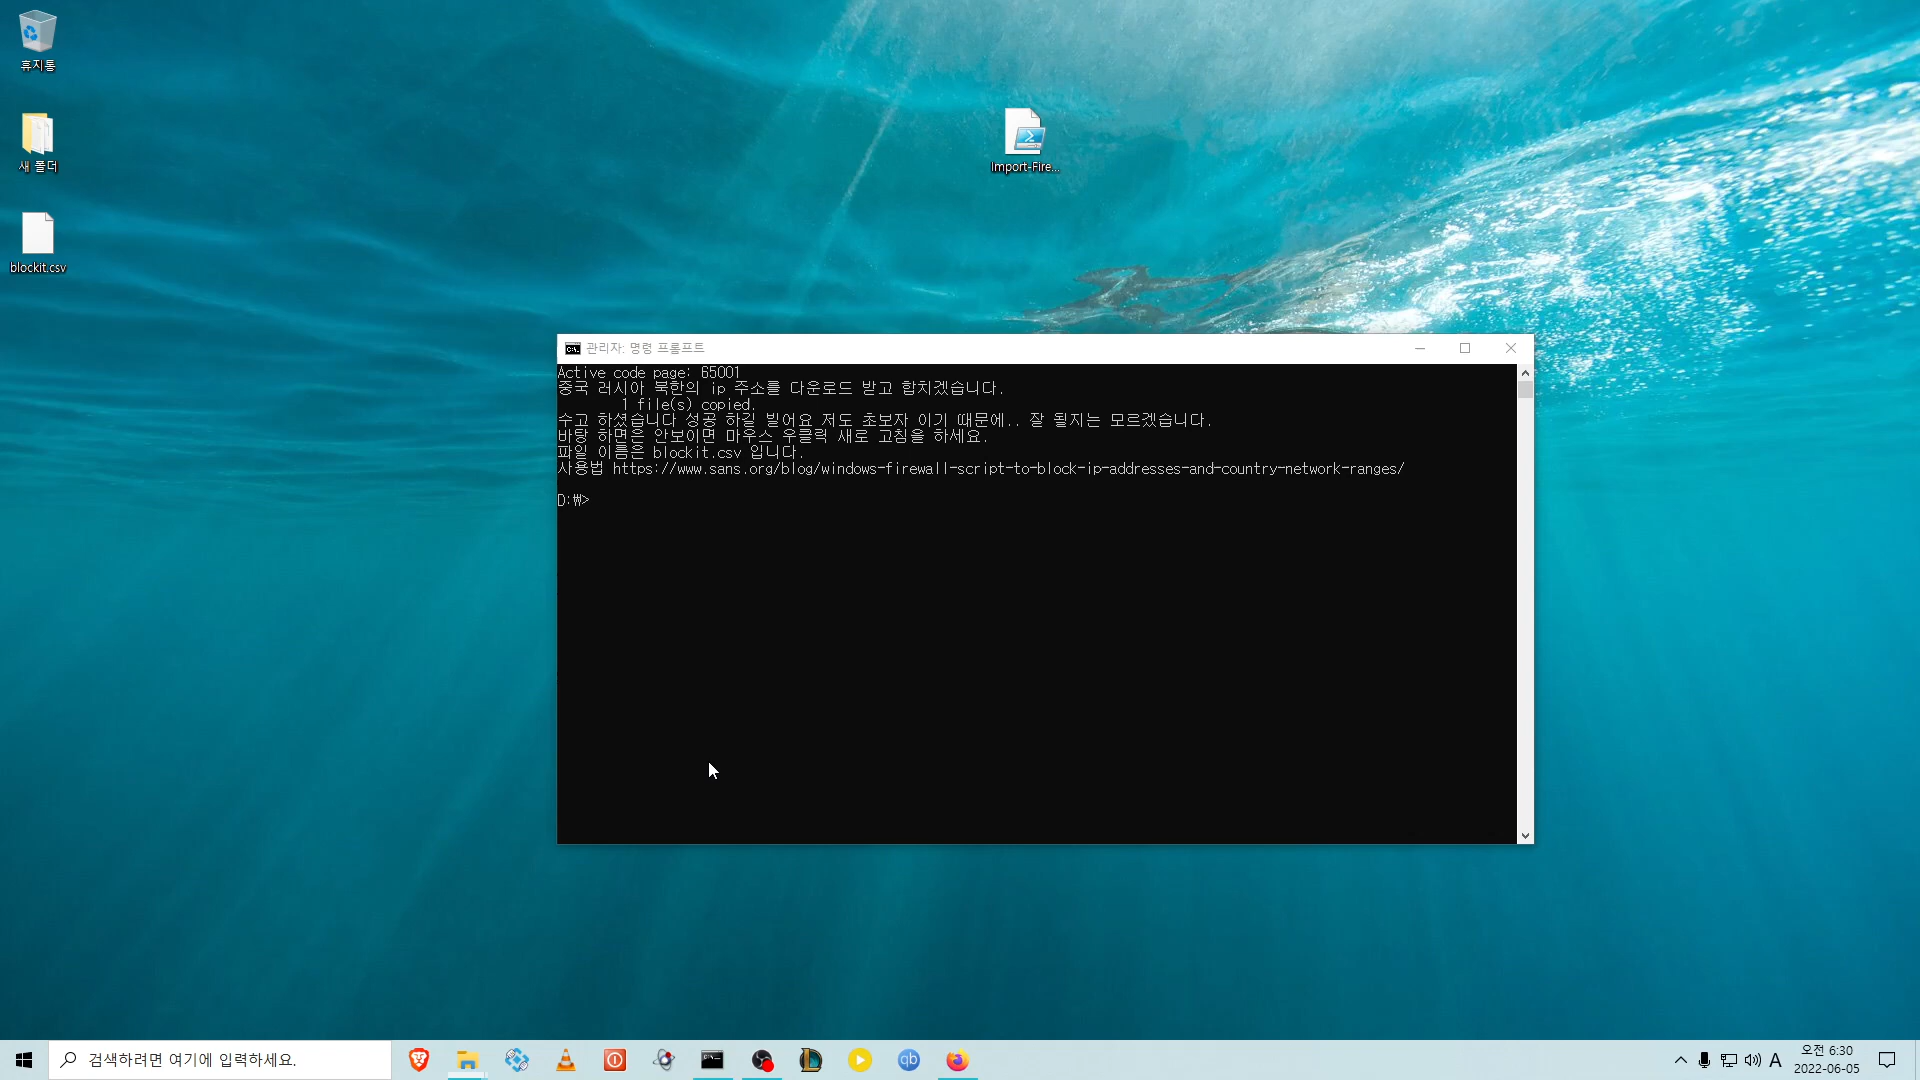 휴지통
새 폴더
blockit.csv
Import-Fire...
관리자: 명령 프롬프트
Active code page: 65001
중국 러시아 북한의 ip 주소를 다운로드 받고 합치겠습니다.
1 file(s) copied.
수고 하셨습니다 성공 하길 빌어요 저도 초보자 이기 때문에.. 잘 될지는 모르겠습니다.
바탕 하면은 안보이면 마우스 우클릭 새로 고침을 하세요.
파일 이름은 blockit.csv 입니다.
사용법 https://www.sans.org/blog/windows-firewall-script-to-block-ip-addresses-and-country-network-ranges/
D:₩>
검색하려면 여기에 입력하세요.
qb
A
오전 6:30
2022-06-05